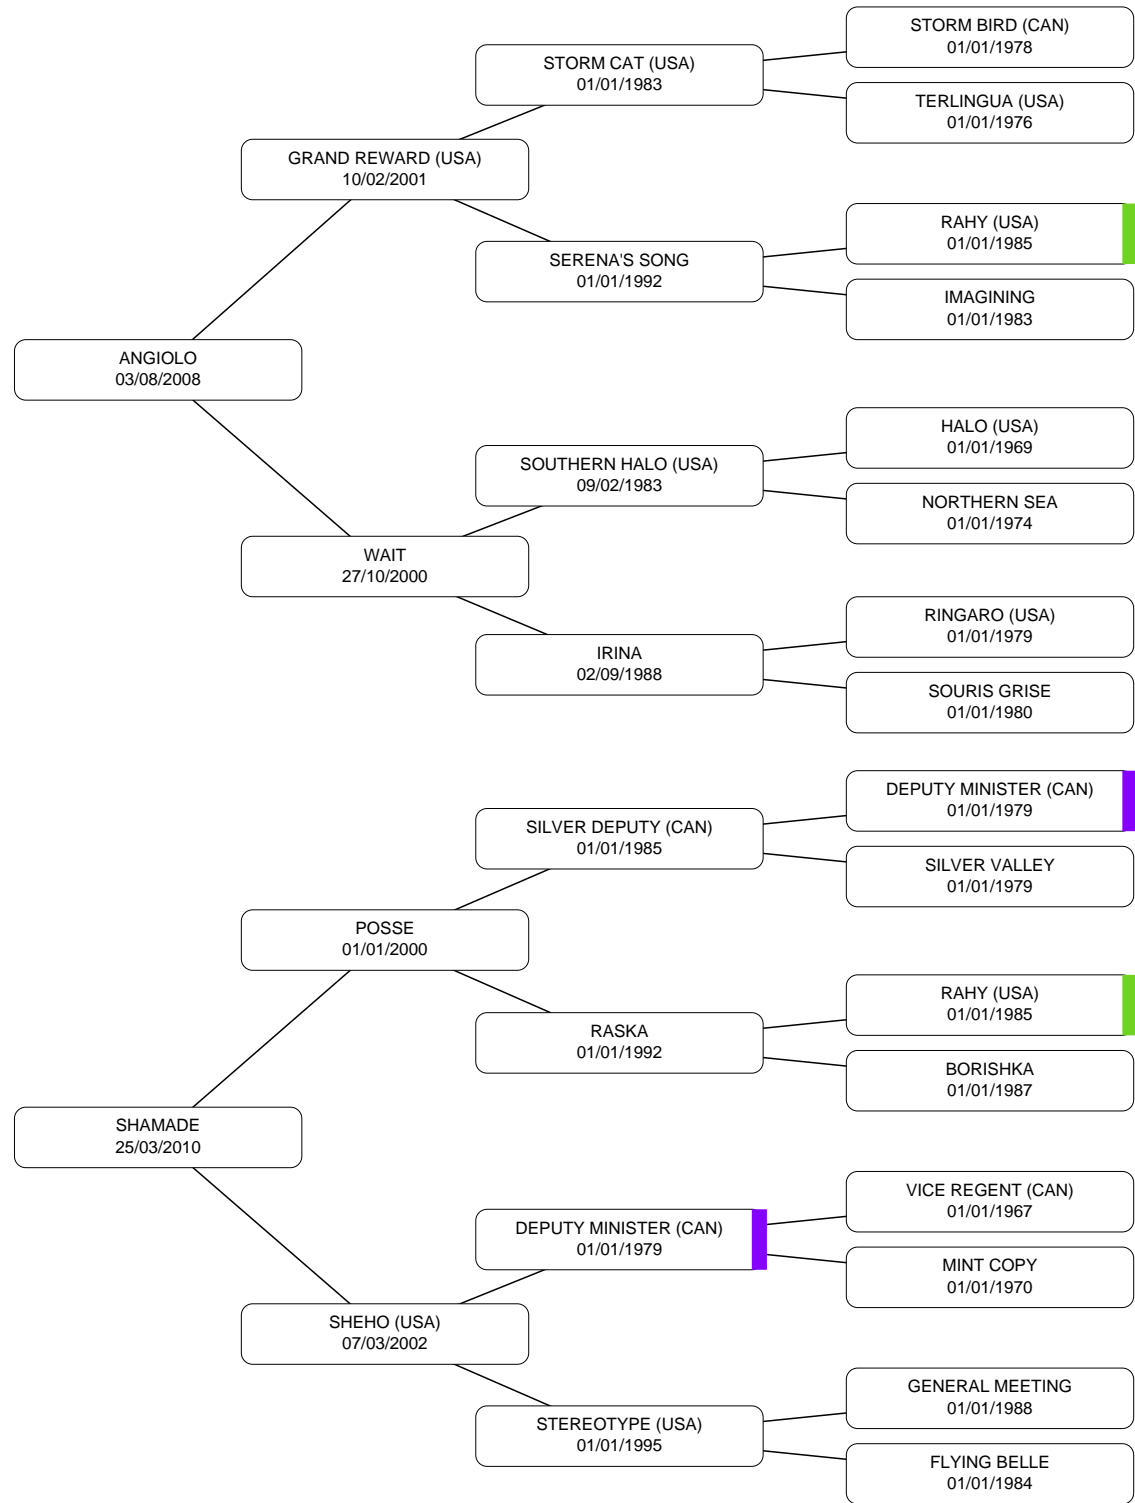 STORM BIRD (CAN)
01/01/1978
STORM CAT (USA)
01/01/1983
TERLINGUA (USA)
01/01/1976
GRAND REWARD (USA)
10/02/2001
RAHY (USA)
01/01/1985
SERENA'S SONG
01/01/1992
IMAGINING
01/01/1983
ANGIOLO
03/08/2008
HALO (USA)
01/01/1969
SOUTHERN HALO (USA)
09/02/1983
NORTHERN SEA
01/01/1974
WAIT
27/10/2000
RINGARO (USA)
01/01/1979
IRINA
02/09/1988
SOURIS GRISE
01/01/1980
DEPUTY MINISTER (CAN)
01/01/1979
SILVER DEPUTY (CAN)
01/01/1985
SILVER VALLEY
01/01/1979
POSSE
01/01/2000
RAHY (USA)
01/01/1985
RASKA
01/01/1992
BORISHKA
01/01/1987
SHAMADE
25/03/2010
VICE REGENT (CAN)
01/01/1967
DEPUTY MINISTER (CAN)
01/01/1979
MINT COPY
01/01/1970
SHEHO (USA)
07/03/2002
GENERAL MEETING
01/01/1988
STEREOTYPE (USA)
01/01/1995
FLYING BELLE
01/01/1984